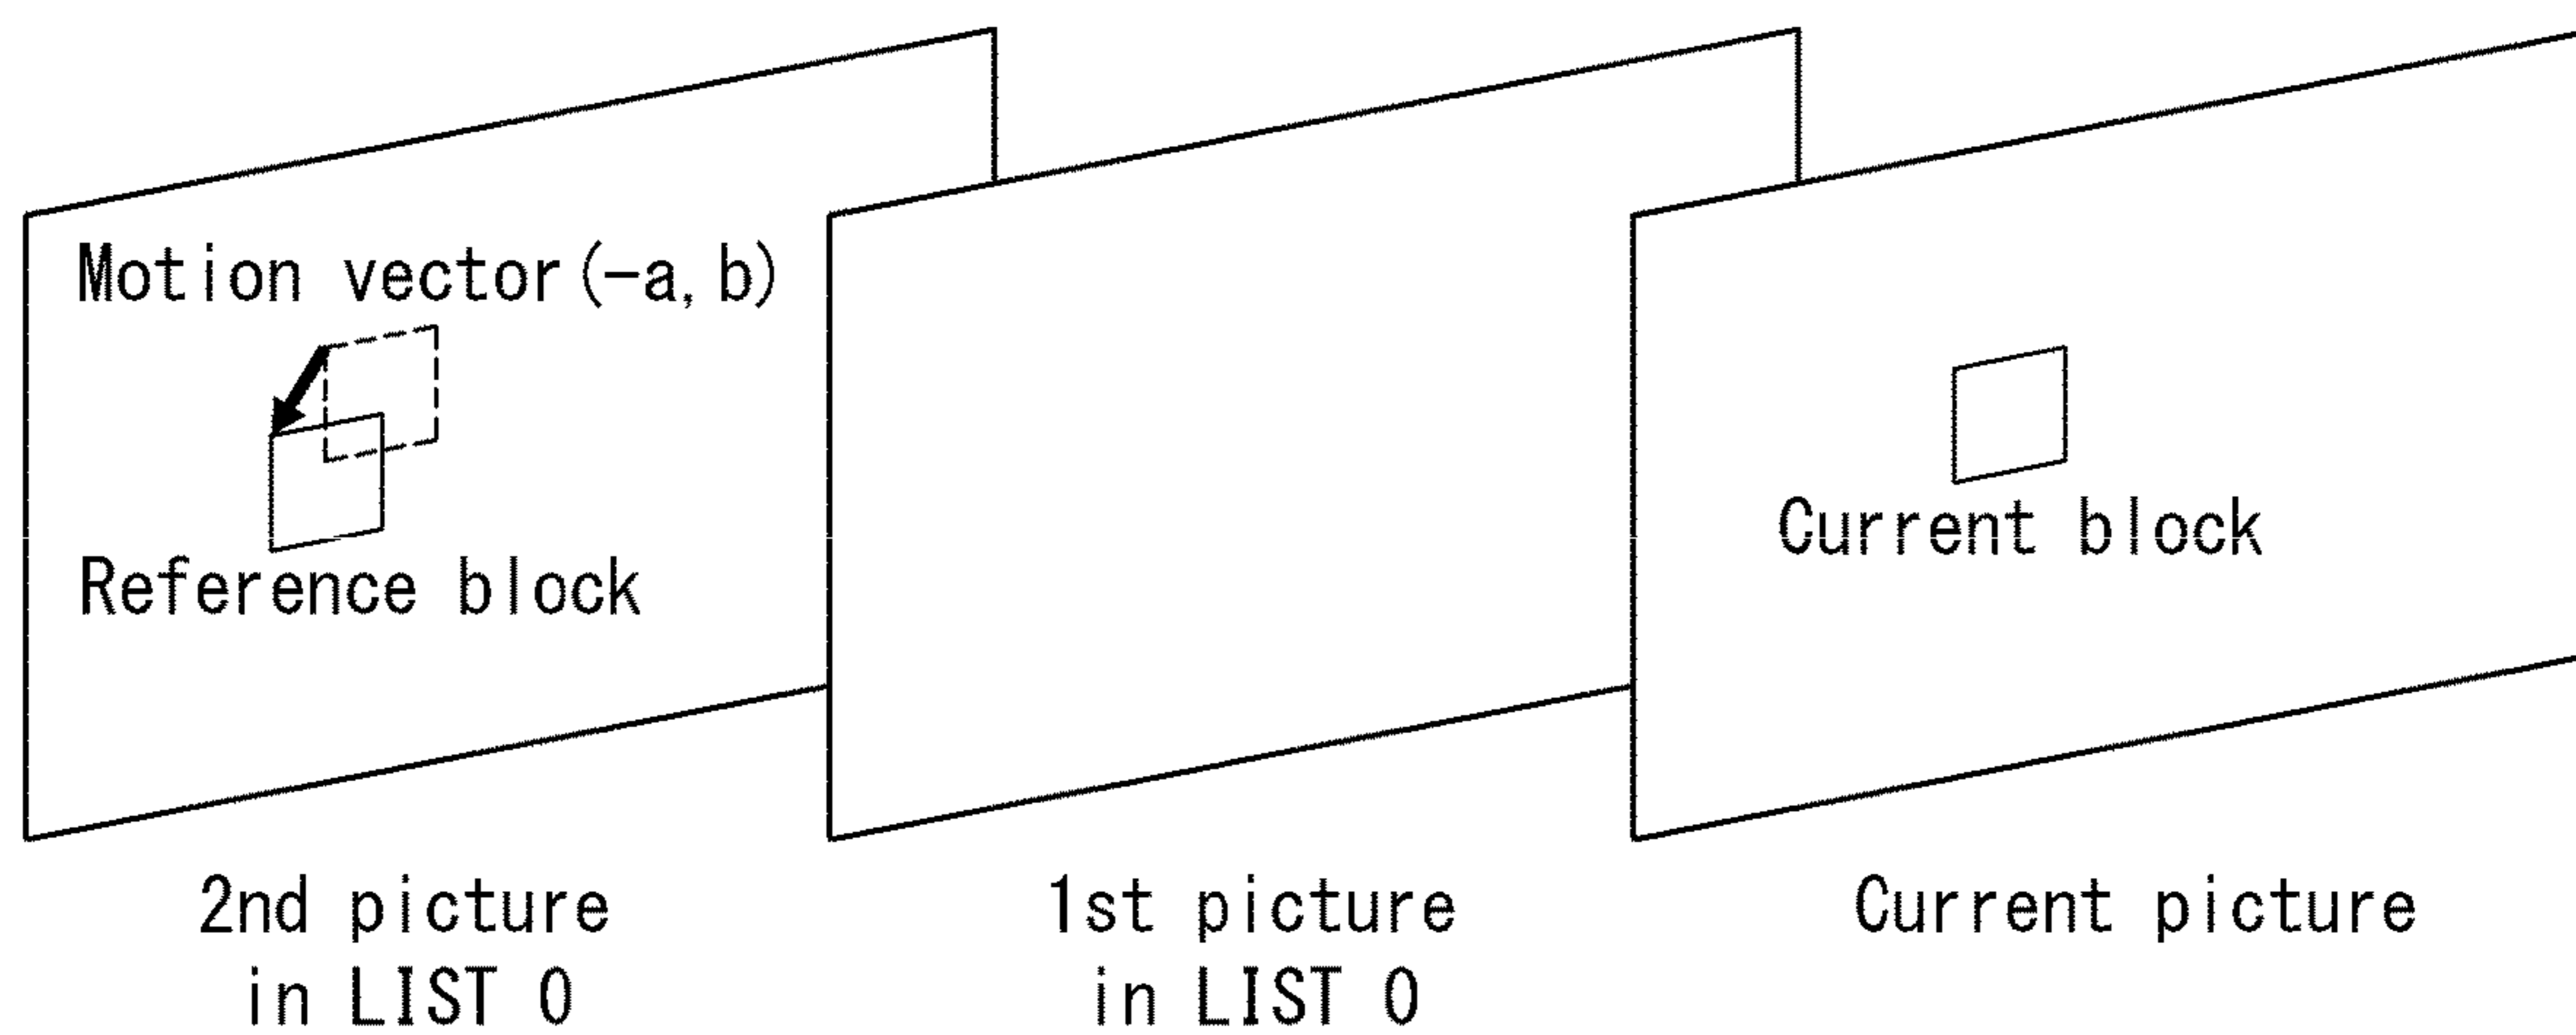 Motion vector(-a, b)
Reference block
Current block
2nd picture
in LIST 0
1st picture
in LIST 0
Current picture